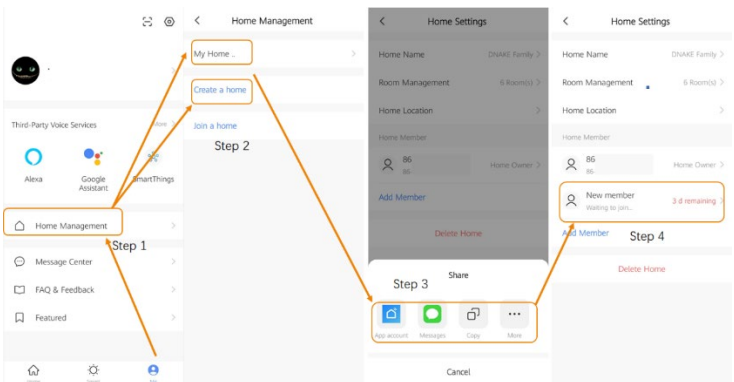 Third-Party Voice Services
More
Alexa
Google
Assistant
SmartThings
Home Management
Step 1
Message Center
FAQ & Feedback
Featured
Home Management
My Home ..
Create a home
Join a home
Step 2
Home Settings
Home Name
DNAKE Family
Room Management
6 Room(s)
Home Location
Home Member
86
86-
Home Owner
Add Member
Delete Home
Share
Step 3
App account
Messages
Copy
More
Cancel
Home Settings
Home Name
DNAKE Family
Room Management
6 Room(s)
Home Location
Home Member
86
86-
Home Owner
New member
Waiting to join..
3 d remaining
Add Member
Step 4
Delete Home